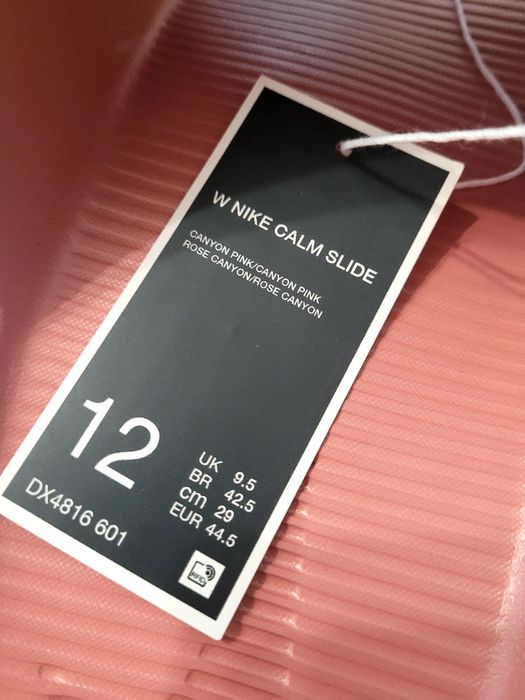 W NIKE CALM SLIDE
CANYON PINK/CANYON PINK
ROSE CANYON/ROSE CANYON
12
UK 9.5
BR 42.5
cm 29
EUR 44.5
DX4816 601
RFID